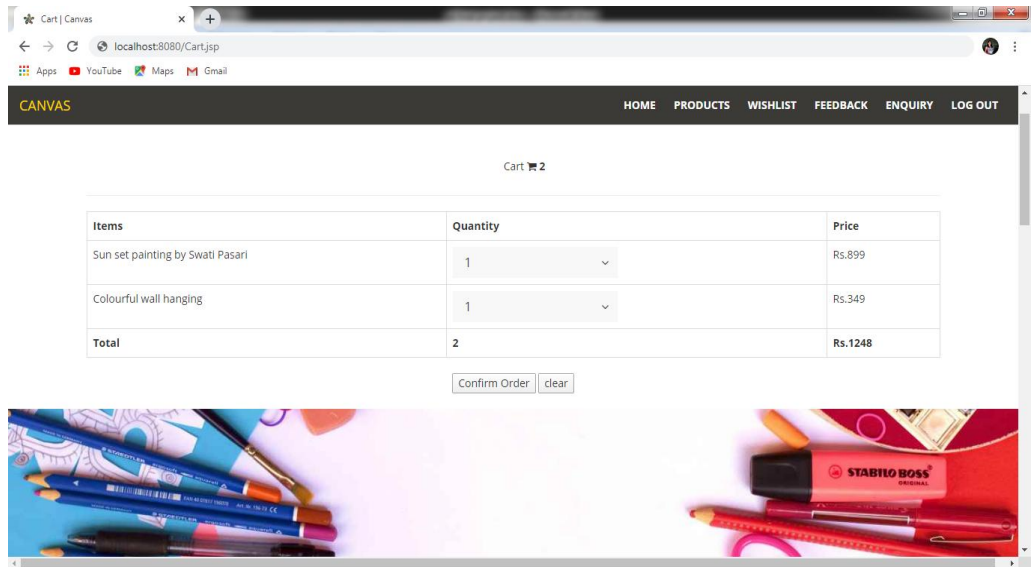 Cart | Canvas
localhost:8080/Cart.jsp
Apps YouTube Maps Gmail
CANVAS HOME PRODUCTS WISHLIST FEEDBACK ENQUIRY LOG OUT
Cart 2
Items Quantity Price
Sun set painting by Swati Pasari 1 Rs.899
Colourful wall hanging 1 Rs.349
Total 2 Rs.1248
Confirm Order clear
STAEDTLER
STABILO BOSS
ORIGINAL